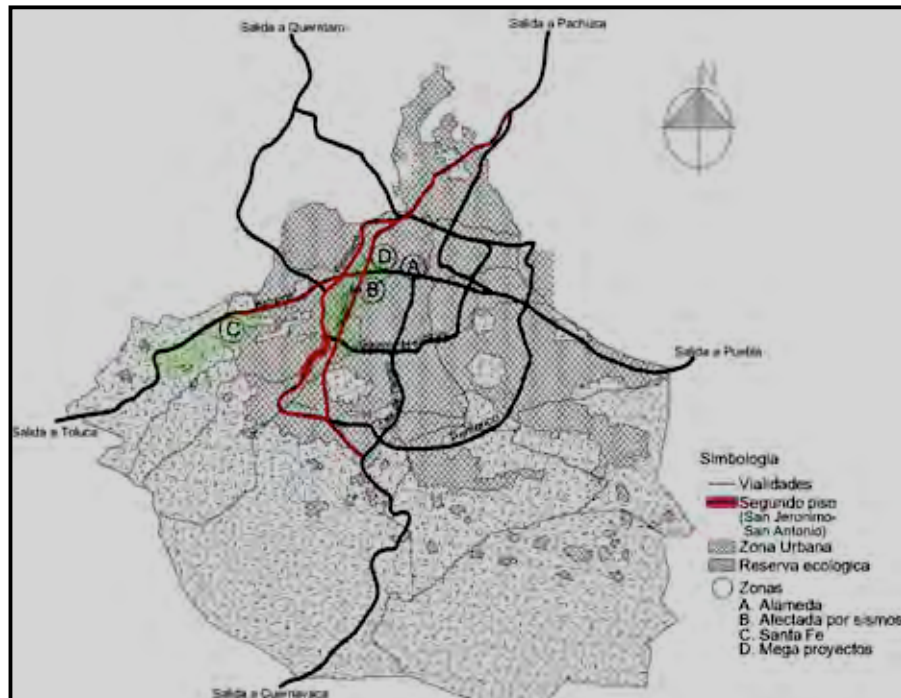 Salida a Querétaro
Salida a Pachuca
N
D
A
B
C
Salida a Puebla
Salida a Toluca
Simbología
Vialidades
Segundo piso
(San Jeronimo-
San Antonio)
Zona Urbana
Reserva ecologica
Zonas
A. Alameda
B. Afectada por sismos
C. Santa Fe
D. Mega proyectos
Salida a Cuernavaca